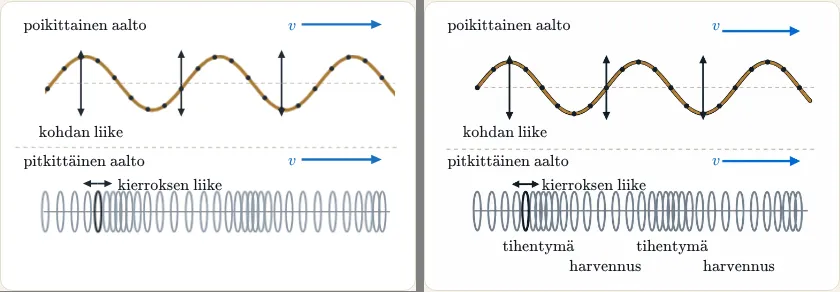 poikittainen aalto
v
kohdan liike
pitkittäinen aalto
v
kierroksen liike
poikittainen aalto
v
kohdan liike
pitkittäinen aalto
v
kierroksen liike
tihentymä
tihentymä
harvennus
harvennus